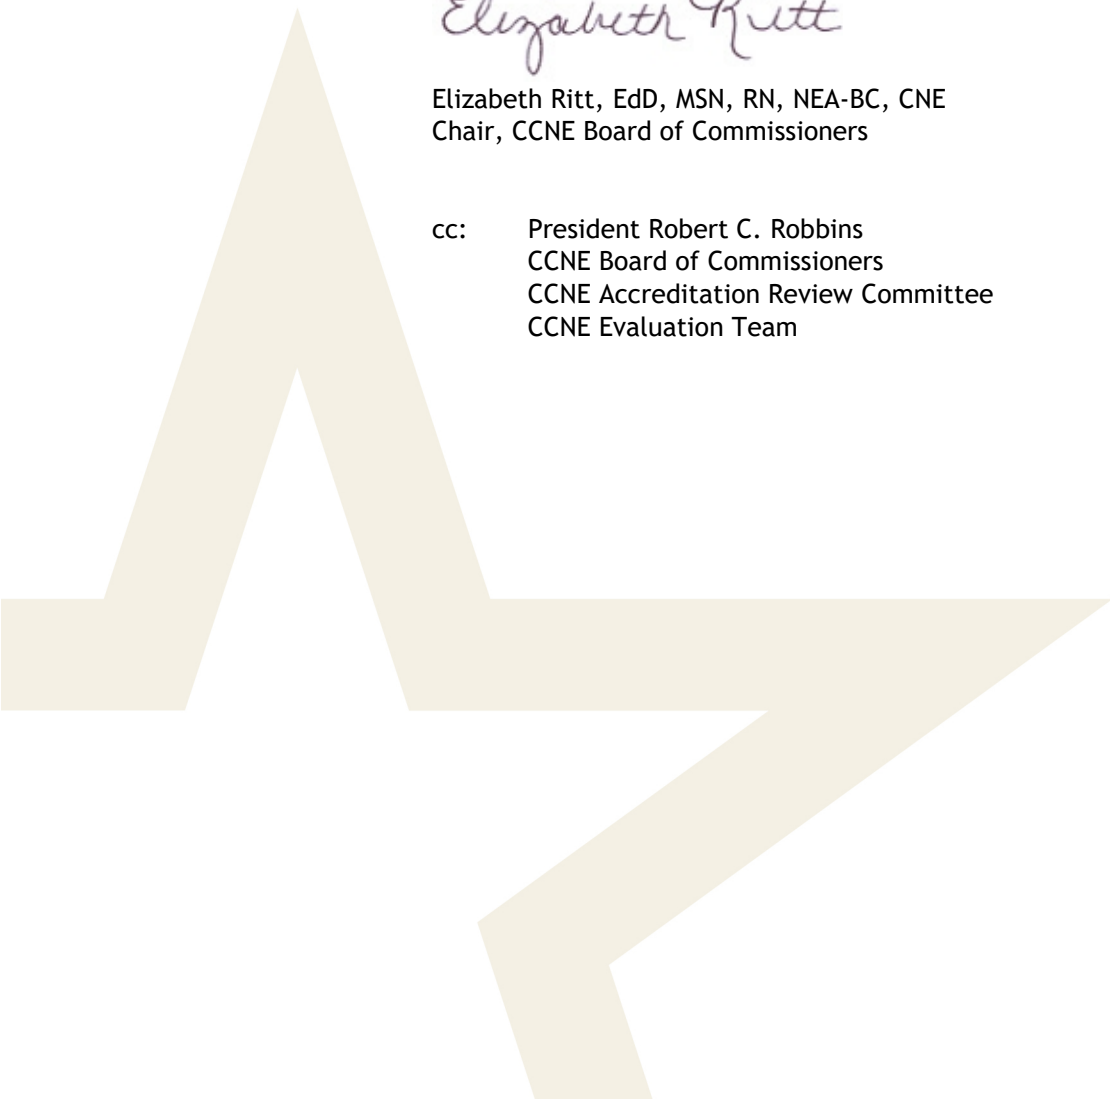 Elizabeth Ritt
Elizabeth Ritt, EdD, MSN, RN, NEA-BC, CNE
Chair, CCNE Board of Commissioners
cc: President Robert C. Robbins
CCNE Board of Commissioners
CCNE Accreditation Review Committee
CCNE Evaluation Team